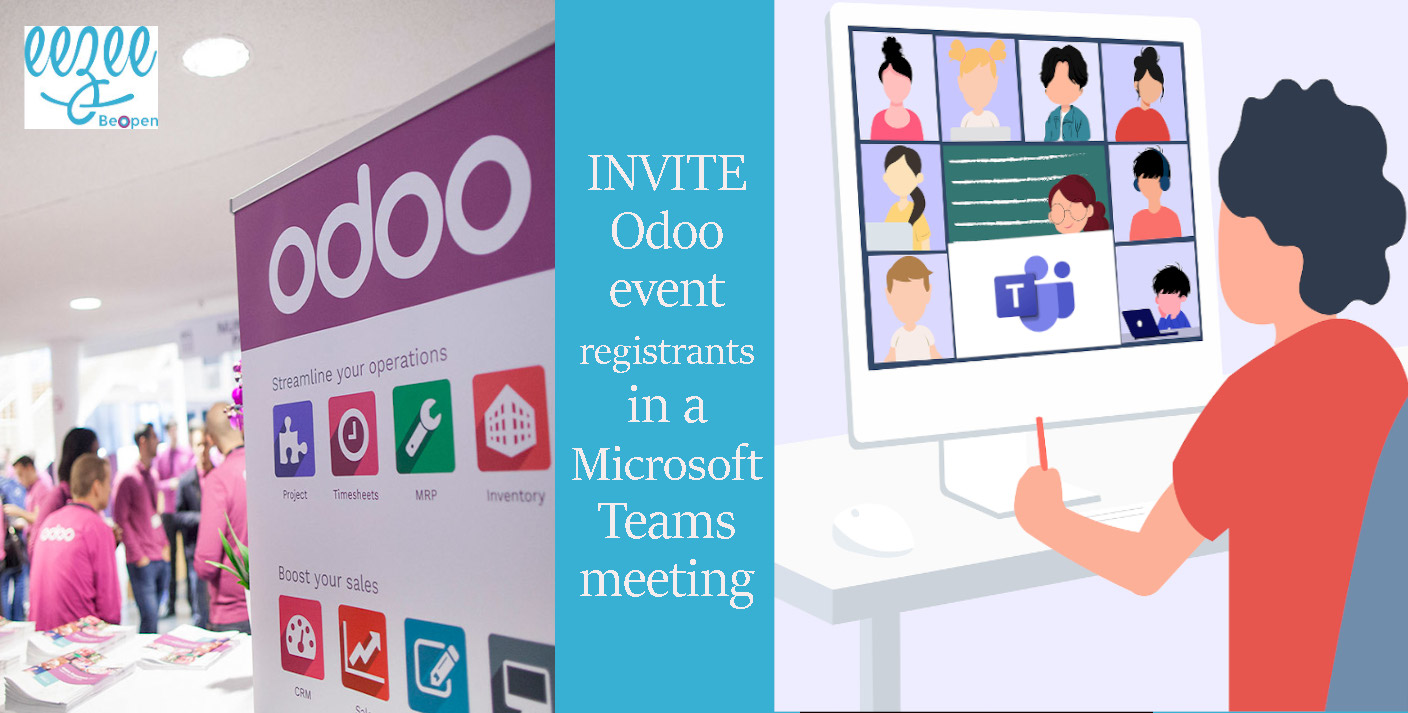 eezee
BeOpen
odoo
Streamline your operations
Project
Timesheets
MRP
Inventory
Boost your sales
CRM
odoo
INVITE
Odoo
event
registrants
in a
Microsoft
Teams
meeting
T